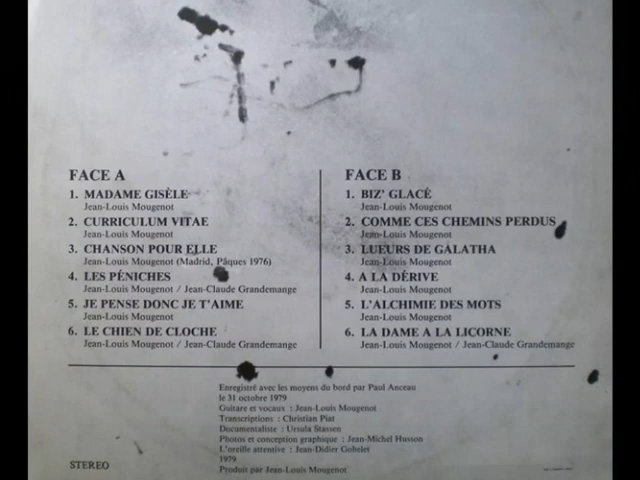 FACE A
1. MADAME GISÈLE
Jean-Louis Mougenot
2. CURRICULUM VITAE
Jean-Louis Mougenot
3. CHANSON POUR ELLE
Jean-Louis Mougenot (Madrid, Pâques 1976)
4. LES PÉNICHES
Jean-Louis Mougenot / Jean-Claude Grandemange
5. JE PENSE DONC JE T'AIME
Jean-Louis Mougenot
6. LE CHIEN DE CLOCHE
Jean-Louis Mougenot / Jean-Claude Grandemange
FACE B
1. BIZ' GLACÉ
Jean-Louis Mougenot
2. COMME CES CHEMINS PERDUS
Jean-Louis Mougenot
3. LUEURS DE GALATHA
Jean-Louis Mougenot
4. A LA DÉRIVE
Jean-Louis Mougenot
5. L'ALCHIMIE DES MOTS
Jean-Louis Mougenot
6. LA DAME A LA LICORNE
Jean-Louis Mougenot / Jean-Claude Grandemange
Enregistré avec les moyens du bord par Paul Anceau
le 31 octobre 1979
Guitare et vocaux : Jean-Louis Mougenot
Transcriptions : Christian Piat
Documentaliste : Ursula Stassen
Photos et conception graphique : Jean-Michel Husson
L'oreille attentive : Jean-Didier Gobelet
1979
Produit par Jean-Louis Mougenot
STEREO